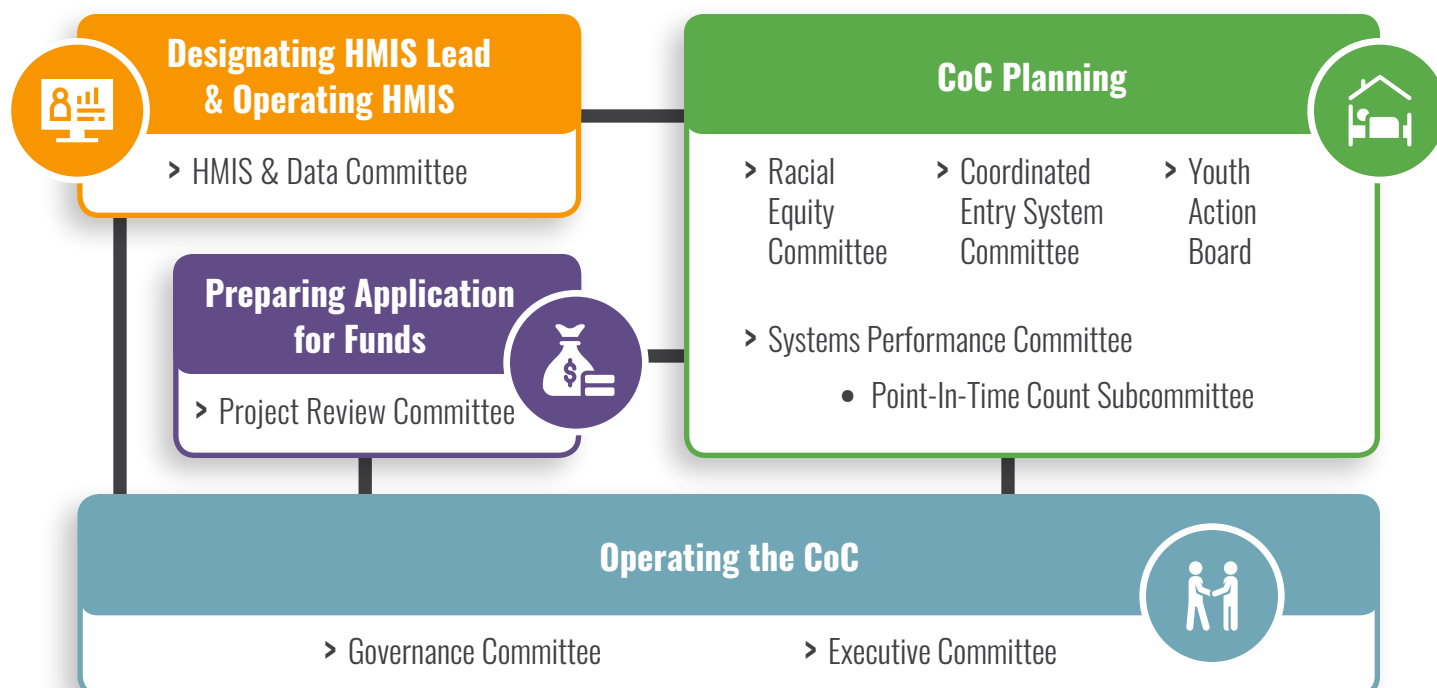 Designating HMIS Lead
& Operating HMIS
> HMIS & Data Committee
CoC Planning
> Racial
Equity
Committee
> Coordinated
Entry System
Committee
> Youth
Action
Board
> Systems Performance Committee
• Point-In-Time Count Subcommittee
Preparing Application
for Funds
$
> Project Review Committee
Operating the CoC
> Governance Committee
> Executive Committee